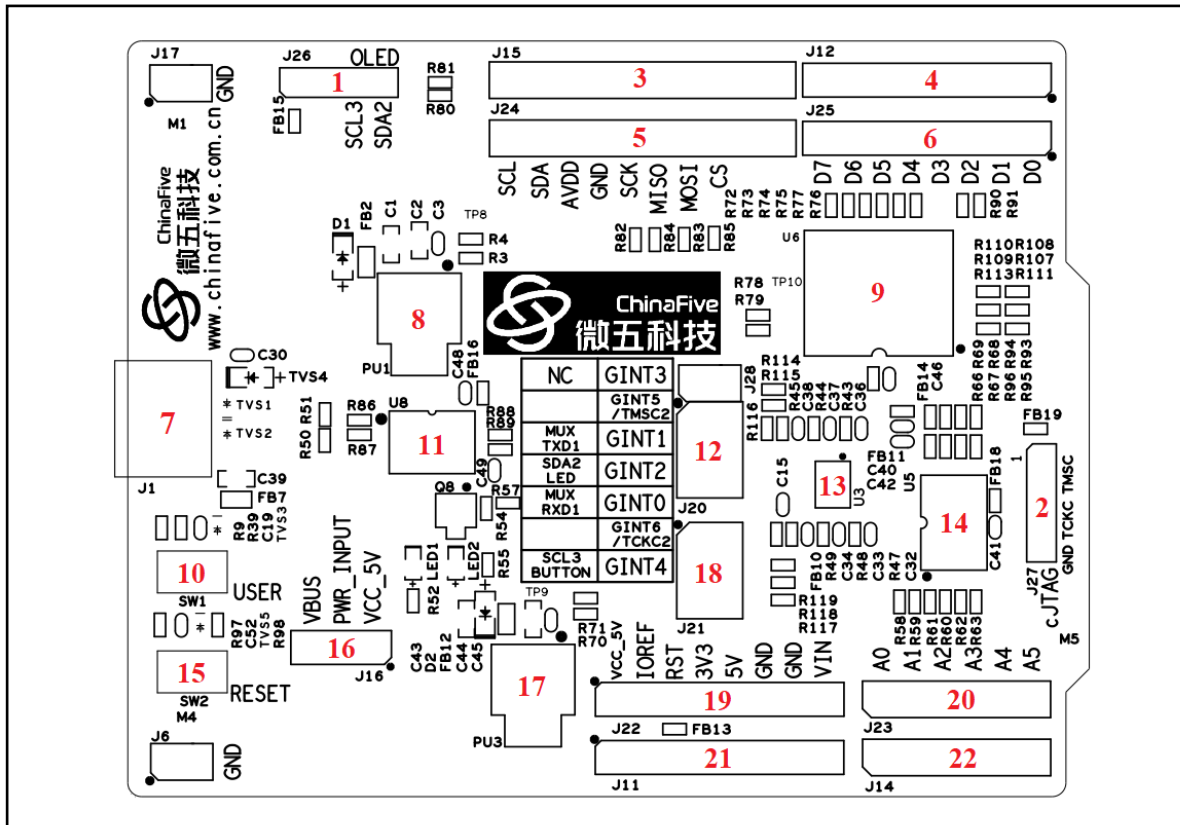 J17
GND
M1
J26
OLED
1
FB15
SCL3
SDA2
R81
R80
J15
3
J12
4
J24
5
J25
6
SCL
SDA
AVDD
GND
SCK
MISO
MOSI
CS
D7
D6
D5
D4
D3
D2
D1
D0
ChinaFive
微五科技
www.chinafive.com.cn
D1
FB2
C1
C2
C3
TP8
R4
R3
R82
R84
R83
R85
R72
R73
R74
R75
R77
R76
R90
R91
U6
TP10
9
R78
R79
R110
R108
R109
R107
R113
R111
8
PU1
ChinaFive
微五科技
C30
TVS4
TVS1
TVS2
7
J1
C39
FB7
R51
R50
R86
R87
U8
11
C48
FB16
R88
R89
C49
NC
GINT3
GINT5
/TMSC2
MUX
TXD1
GINT1
SDA2
LED
GINT2
MUX
RXD1
GINT0
GINT6
/TCKC2
SCL3
BUTTON
GINT4
J28
12
J20
18
J21
R114
R115
R116
R45
C38
R44
C37
R43
C36
FB14
C46
R69
R68
R94
R93
R66
R67
R96
R95
FB19
C15
13
U3
FB11
C40
C42
U5
14
FB18
C41
1
2
J27
CJTAG
GND TCKC TMSC
R9
R39
C19
TVS3
10
SW1
USER
R97
C52
TVS5
R98
15
SW2
RESET
M4
J6
GND
VBUS
PWR_INPUT
VCC_5V
16
J16
Q8
R57
R54
LED1
LED2
R55
R52
TP9
C43
D2
FB12
C44
C45
17
PU3
R71
R70
FB10
R49
C34
R48
C33
R47
C32
R119
R118
R117
R58
R59
R61
R60
R62
R63
M5
VCC_5V
IOREF
RST
3V3
5V
GND
GND
VIN
A0
A1
A2
A3
A4
A5
19
J22
FB13
20
J23
21
J11
22
J14